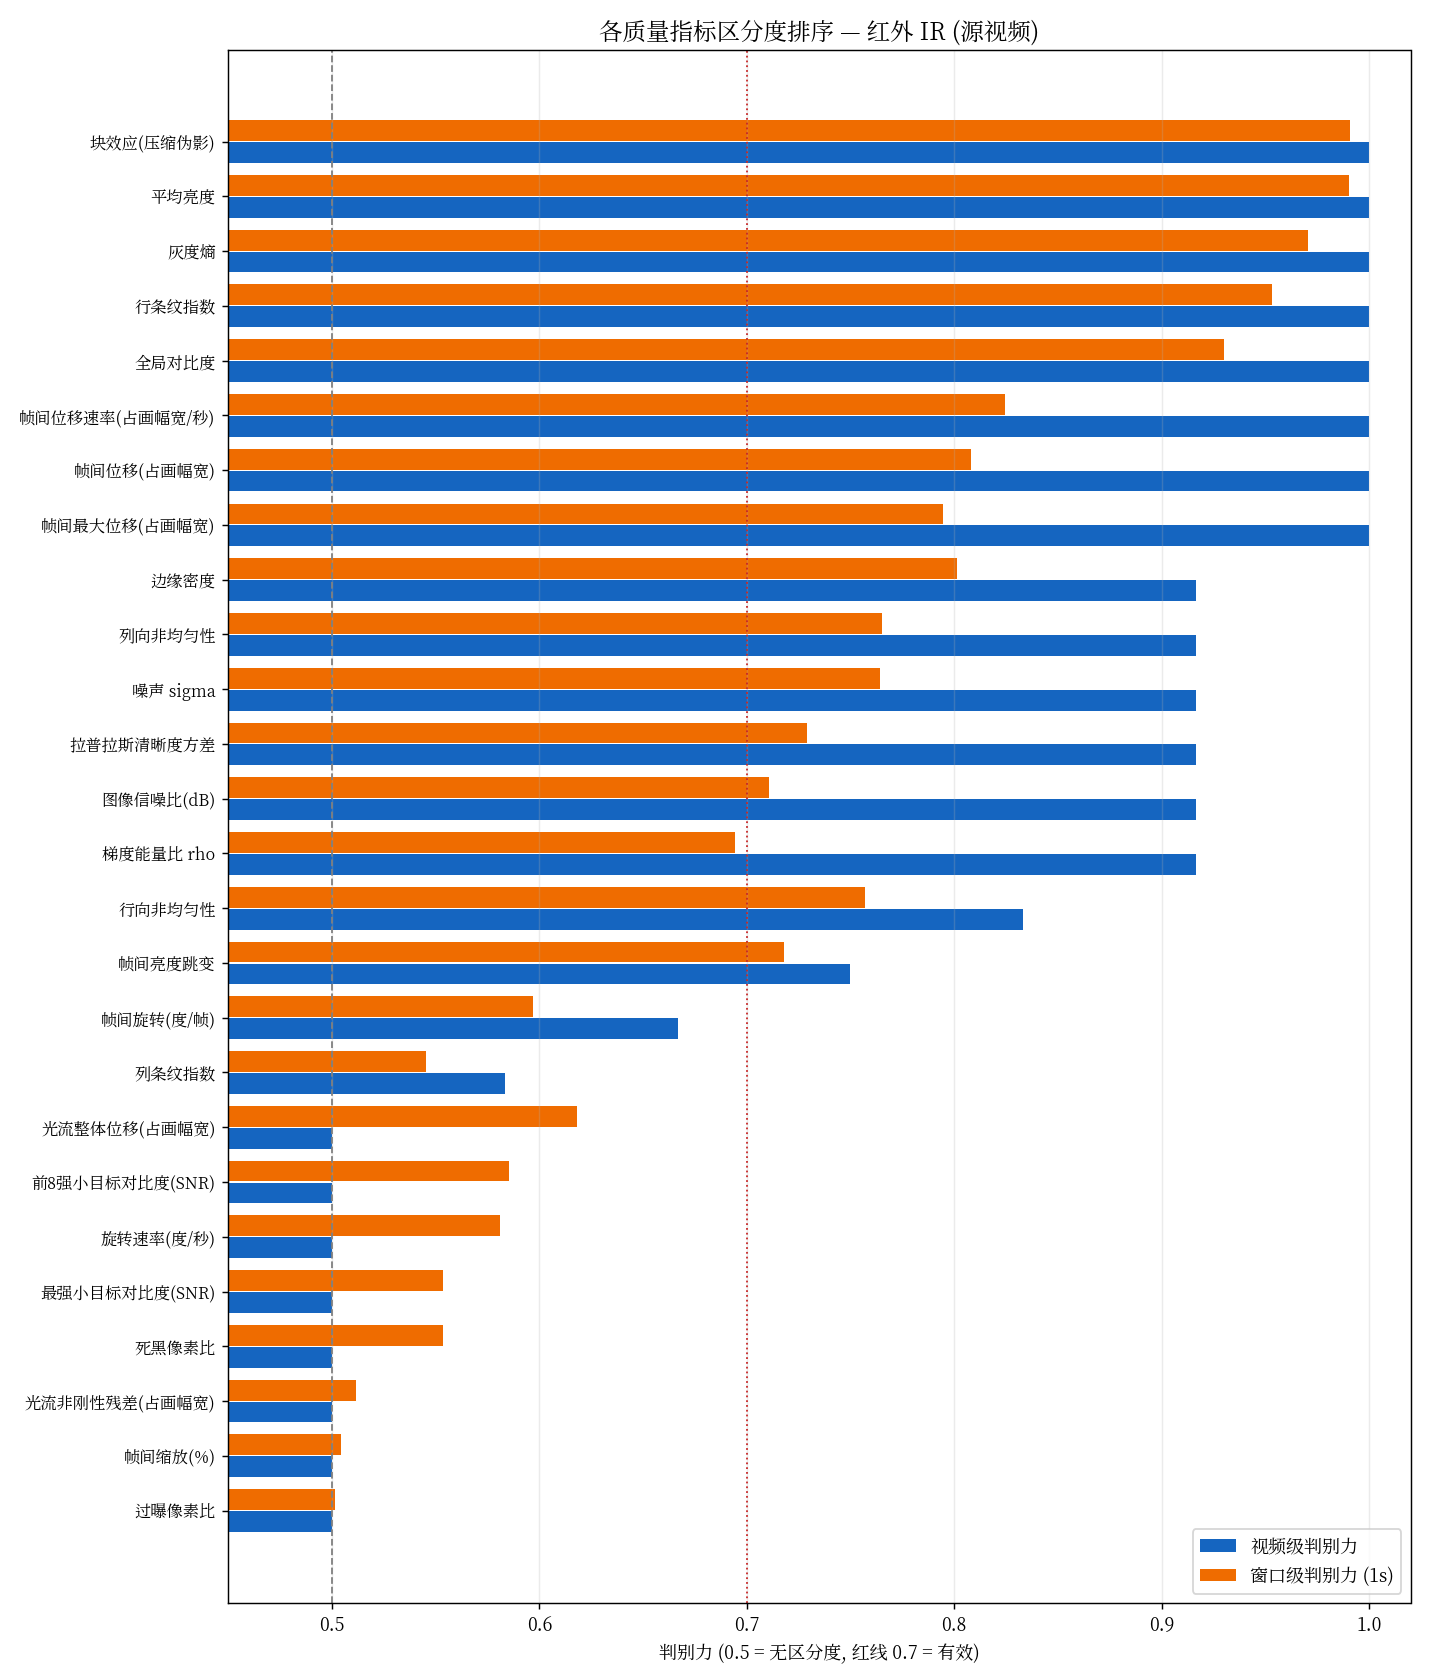 各质量指标区分度排序 — 红外 IR (源视频)
块效应(压缩伪影)
平均亮度
灰度熵
行条纹指数
全局对比度
帧间位移速率(占画幅宽/秒)
帧间位移(占画幅宽)
帧间最大位移(占画幅宽)
边缘密度
列向非均匀性
噪声 sigma
拉普拉斯清晰度方差
图像信噪比(dB)
梯度能量比 rho
行向非均匀性
帧间亮度跳变
帧间旋转(度/帧)
列条纹指数
光流整体位移(占画幅宽)
前8强小目标对比度(SNR)
旋转速率(度/秒)
最强小目标对比度(SNR)
死黑像素比
光流非刚性残差(占画幅宽)
帧间缩放(%)
过曝像素比
视频级判别力
窗口级判别力 (1s)
0.5 0.6 0.7 0.8 0.9 1.0
判别力 (0.5 = 无区分度, 红线 0.7 = 有效)